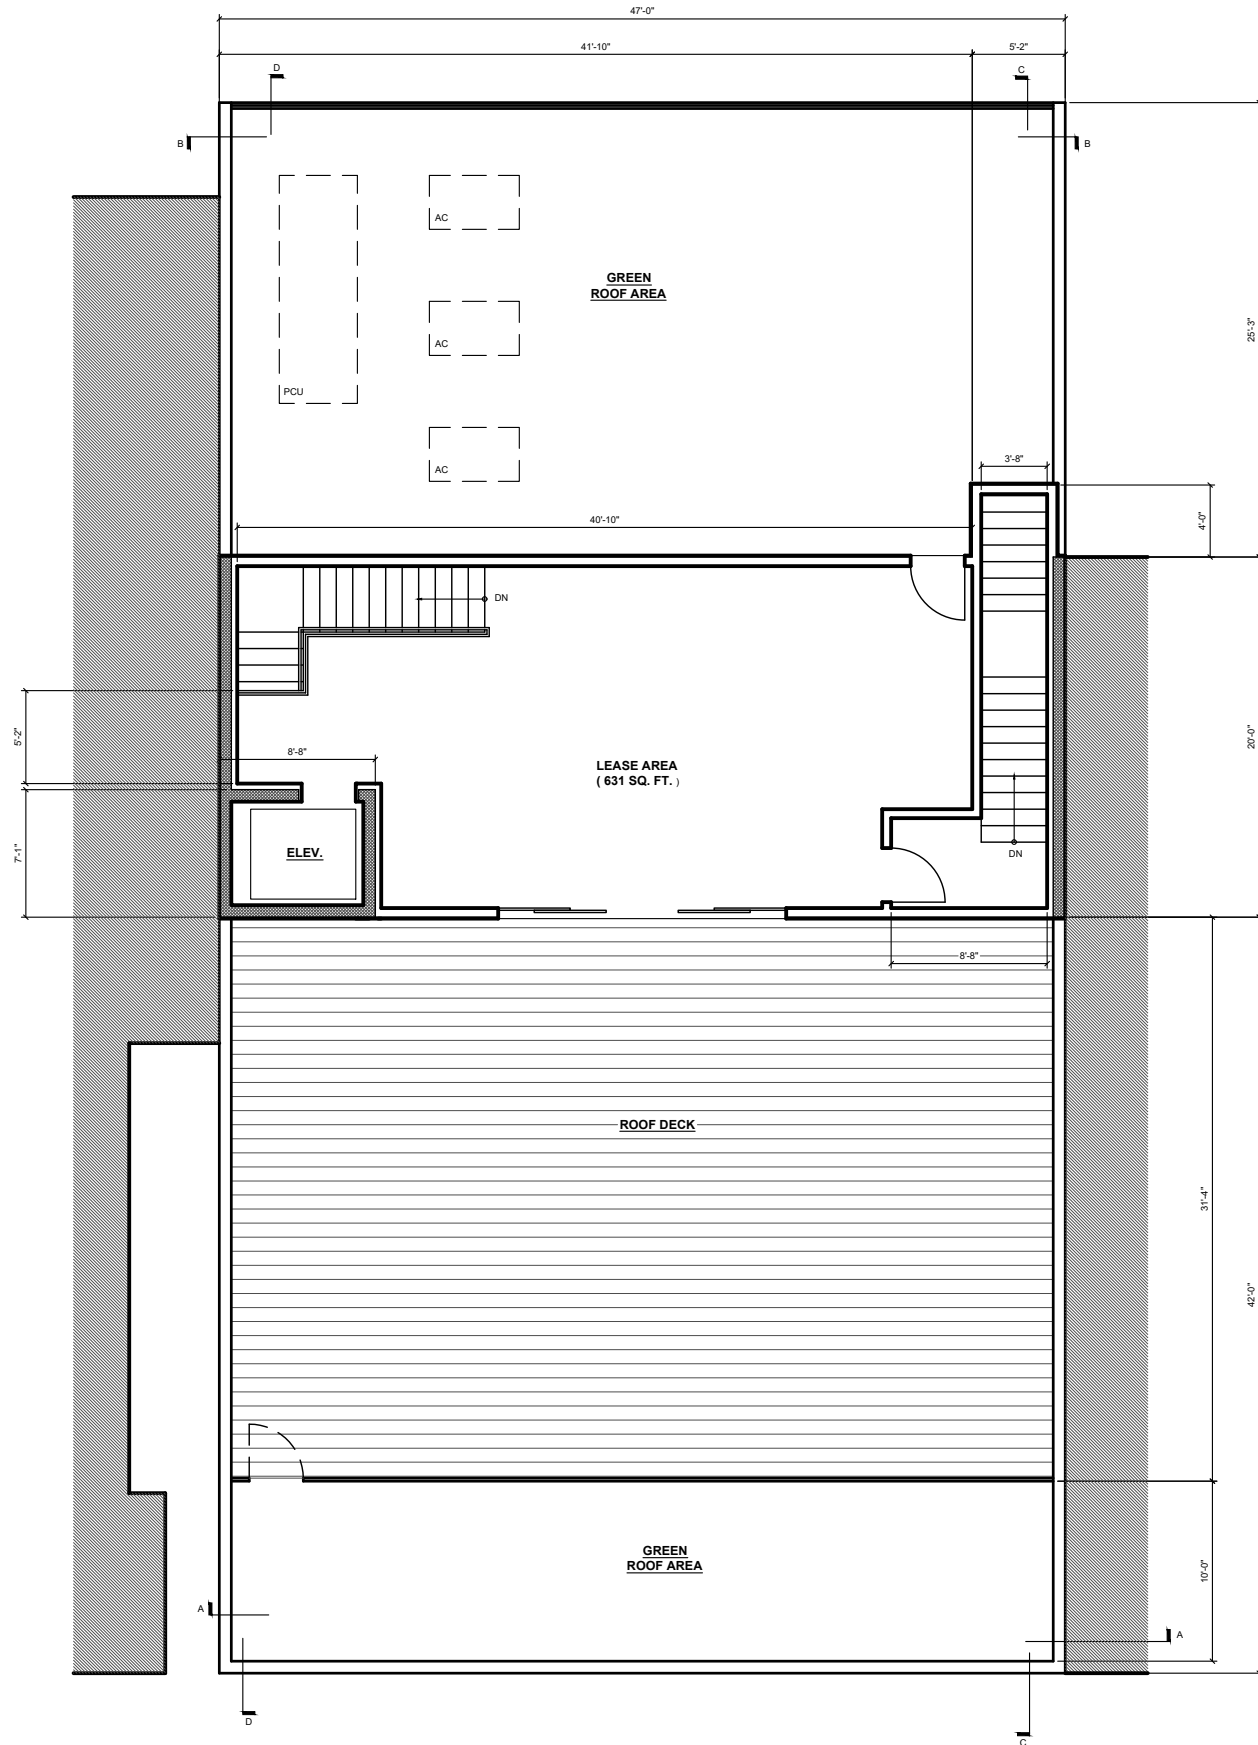 47'-0"
41'-10"
5'-2"
D
C
B
B
AC
GREEN
ROOF AREA
25'-3"
AC
PCU
AC
3'-8"
40'-10"
4'-0"
DN
5'-2"
8'-8"
LEASE AREA
( 631 SQ. FT. )
20'-0"
7'-1"
ELEV.
DN
8'-8"
ROOF DECK
31'-4"
42'-0"
GREEN
ROOF AREA
10'-0"
A
A
D
C